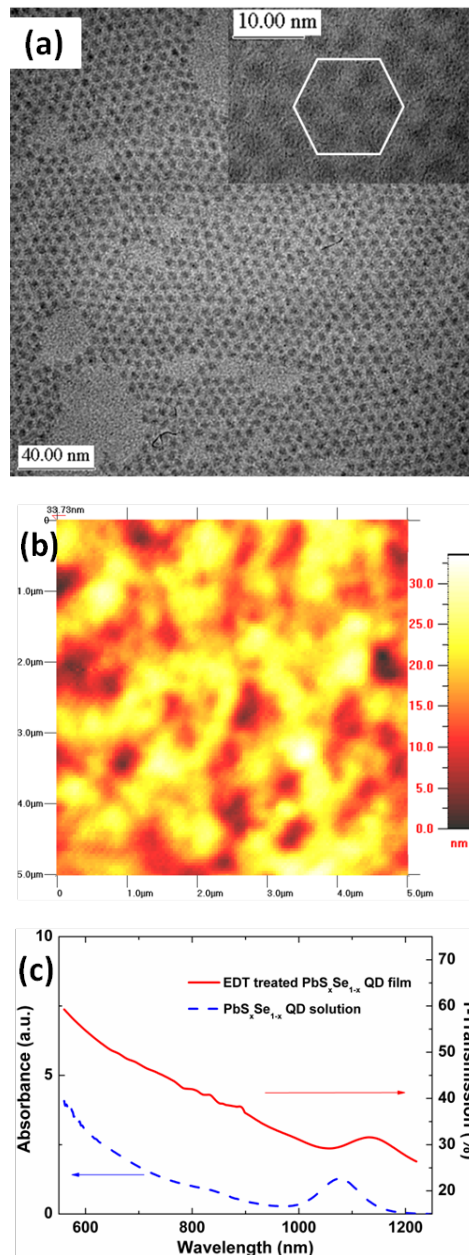 (a)
10.00 nm
40.00 nm
33.73nm
0
(b)
1.0µm
2.0µm
3.0µm
4.0µm
5.0µm
0
1.0µm
2.0µm
3.0µm
4.0µm
5.0µm
30.0
25.0
20.0
15.0
10.0
5.0
0.0
nm
(c)
10
5
0
Absorbance (a.u.)
EDT treated PbSₓSe₁₋ₓ QD film
PbSₓSe₁₋ₓ QD solution
70
60
50
40
30
20
1-Transmission (%)
600
800
1000
1200
Wavelength (nm)